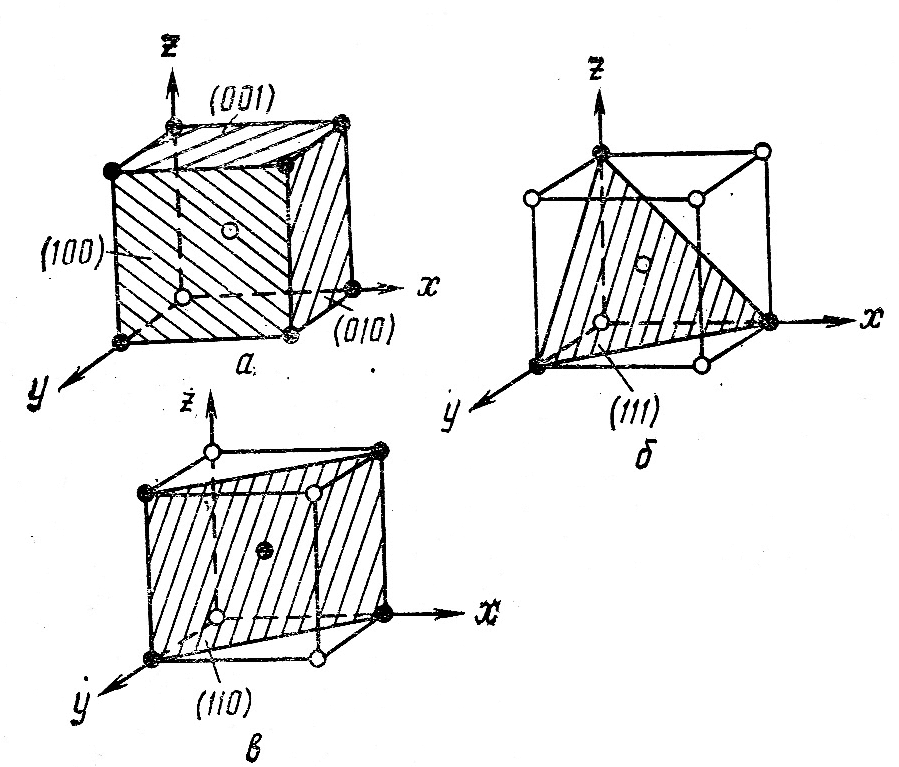 z
(001)
(100)
x
(010)
y
а.
z
x
y
(111)
б
z
x
y
(110)
в